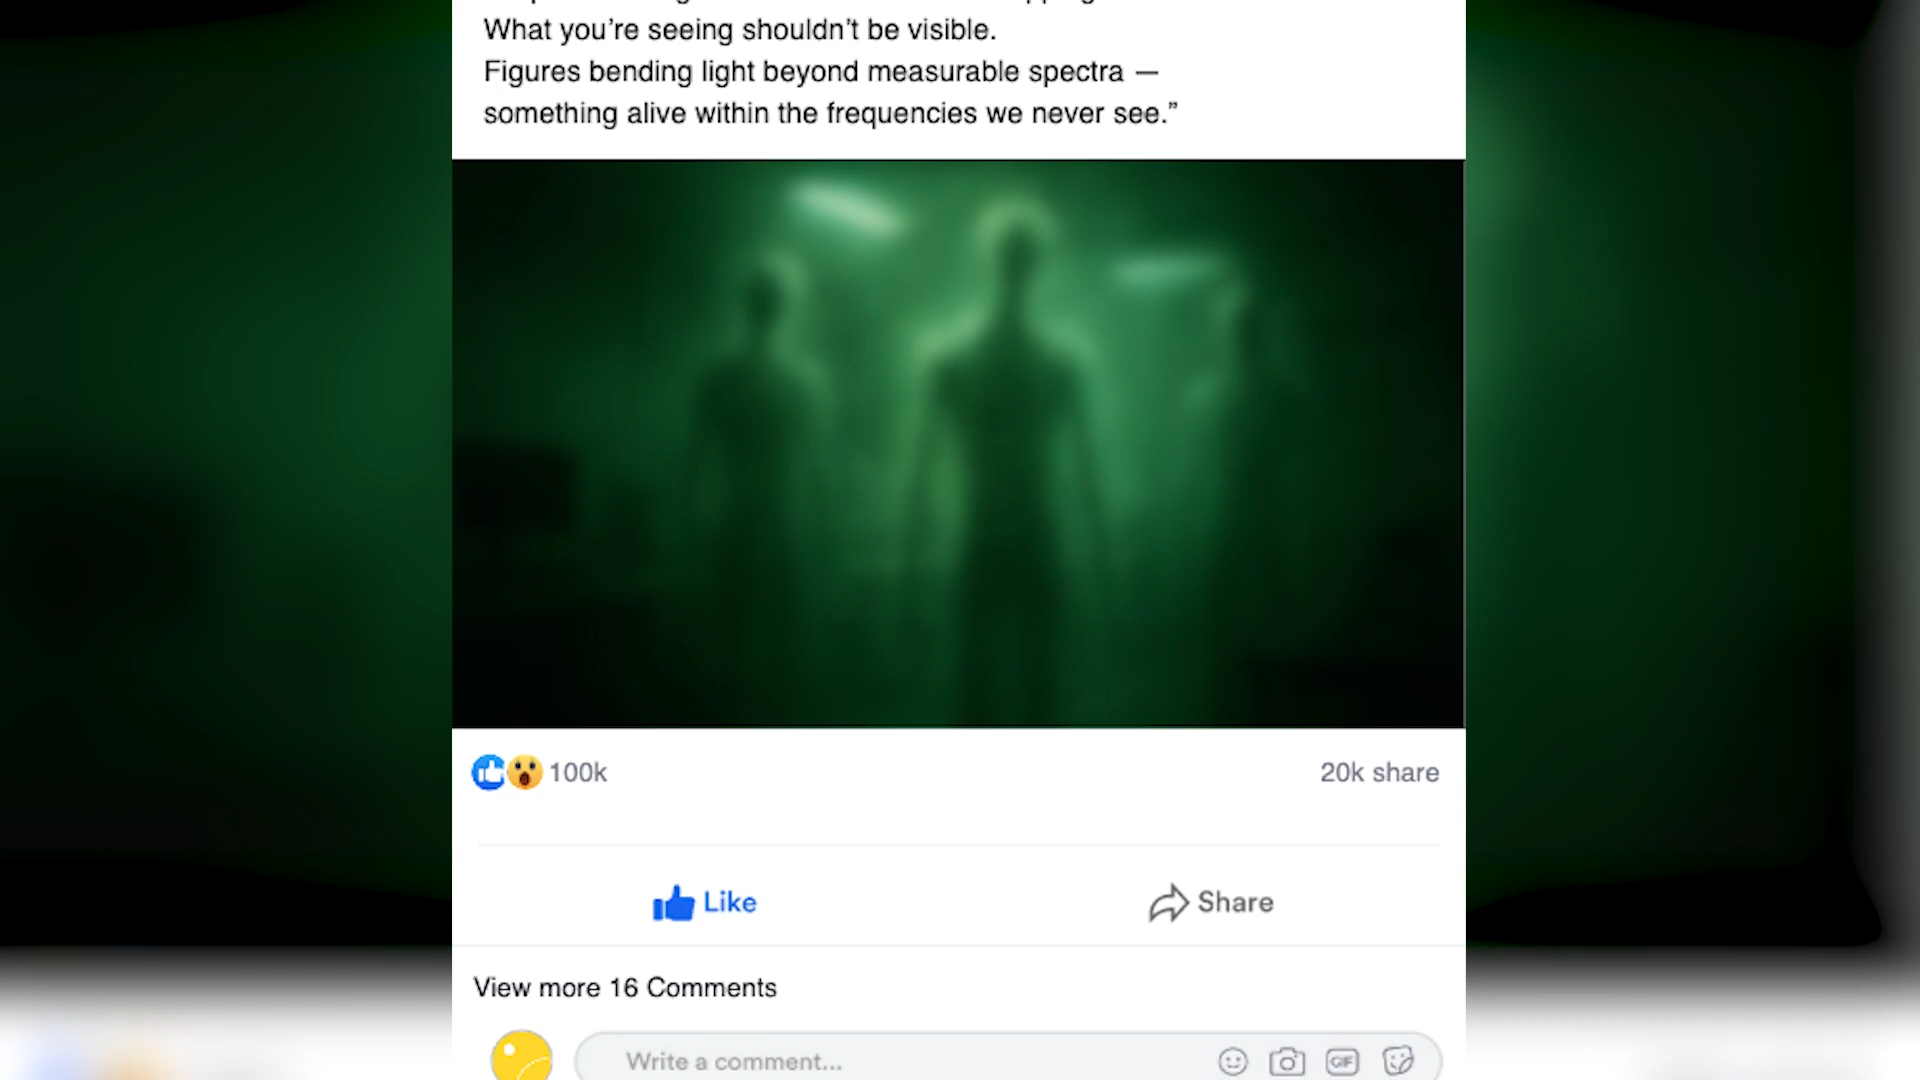 What you're seeing shouldn't be visible.
Figures bending light beyond measurable spectra —
something alive within the frequencies we never see.”
100k
20k share
Like
Share
View more 16 Comments
Write a comment...
GIF